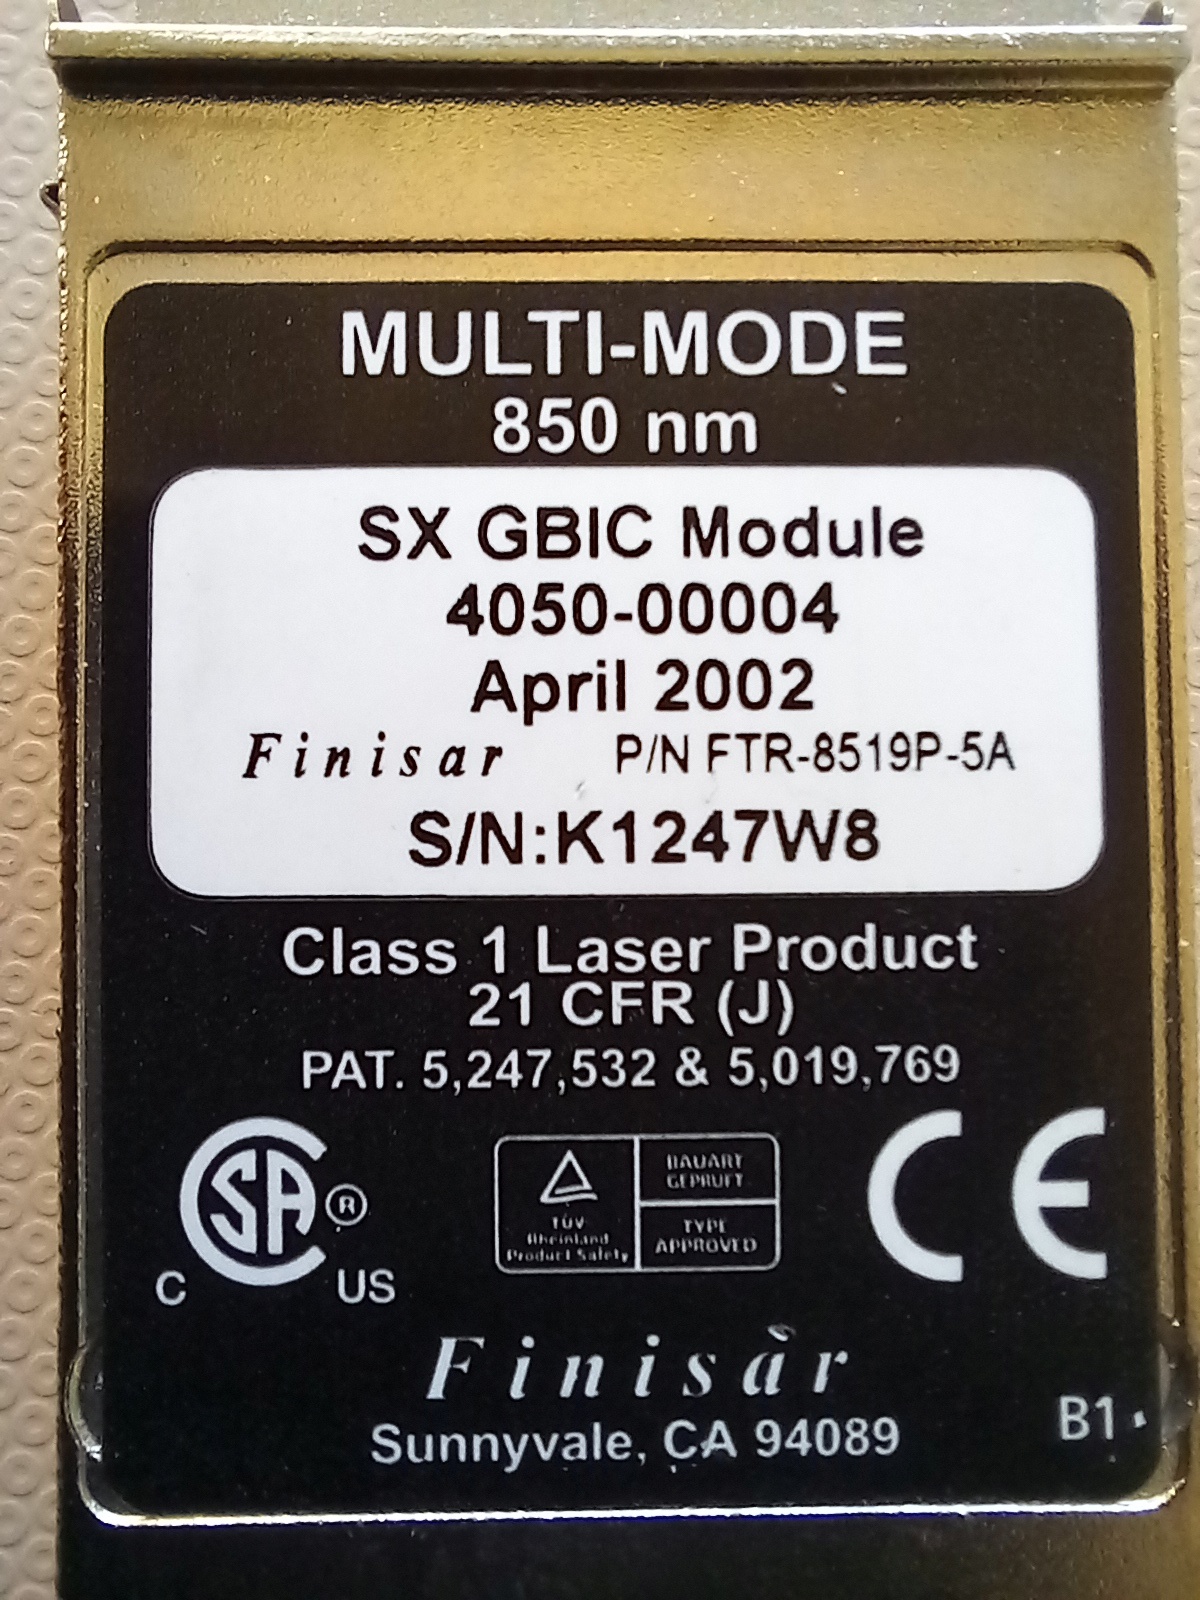 MULTI-MODE
850 nm
SX GBIC Module
4050-00004
April 2002
Finisar P/N FTR-8519P-5A
S/N:K1247W8
Class 1 Laser Product
21 CFR (J)
PAT. 5,247,532 & 5,019,769
CSA ®
C US
TÜV
Rheinland
Product Safety
BAUART
GEPRUFT
TYPE
APPROVED
CE
Finisar
Sunnyvale, CA 94089
B1